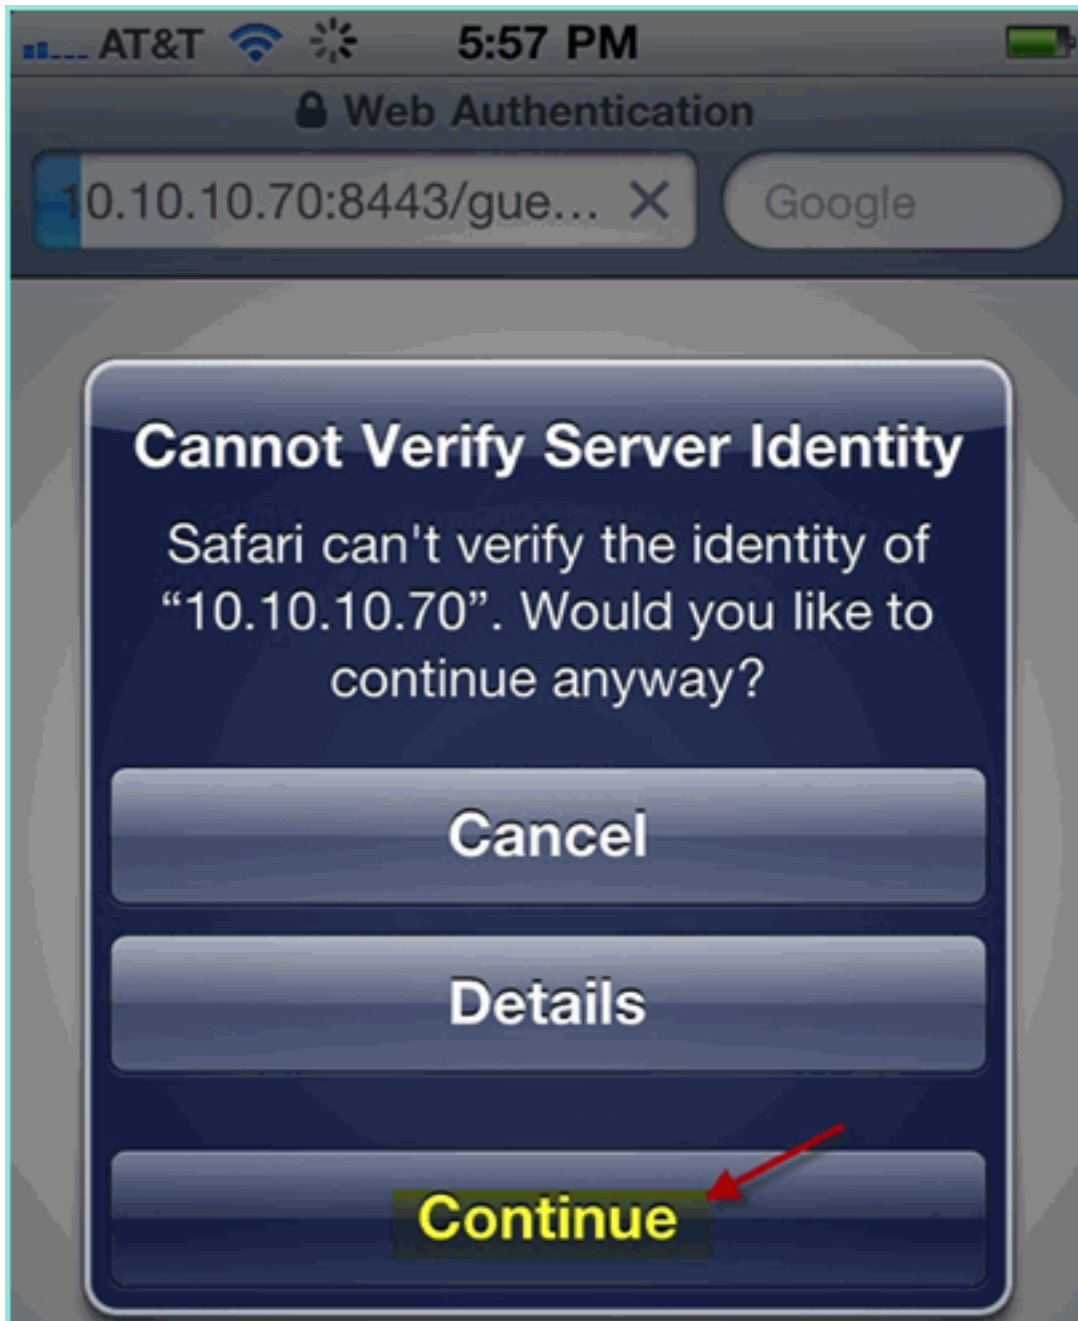 AT&T 5:57 PM
Web Authentication
10.10.10.70:8443/gue... Google
Cannot Verify Server Identity
Safari can't verify the identity of
“10.10.10.70”. Would you like to
continue anyway?
Cancel
Details
Continue